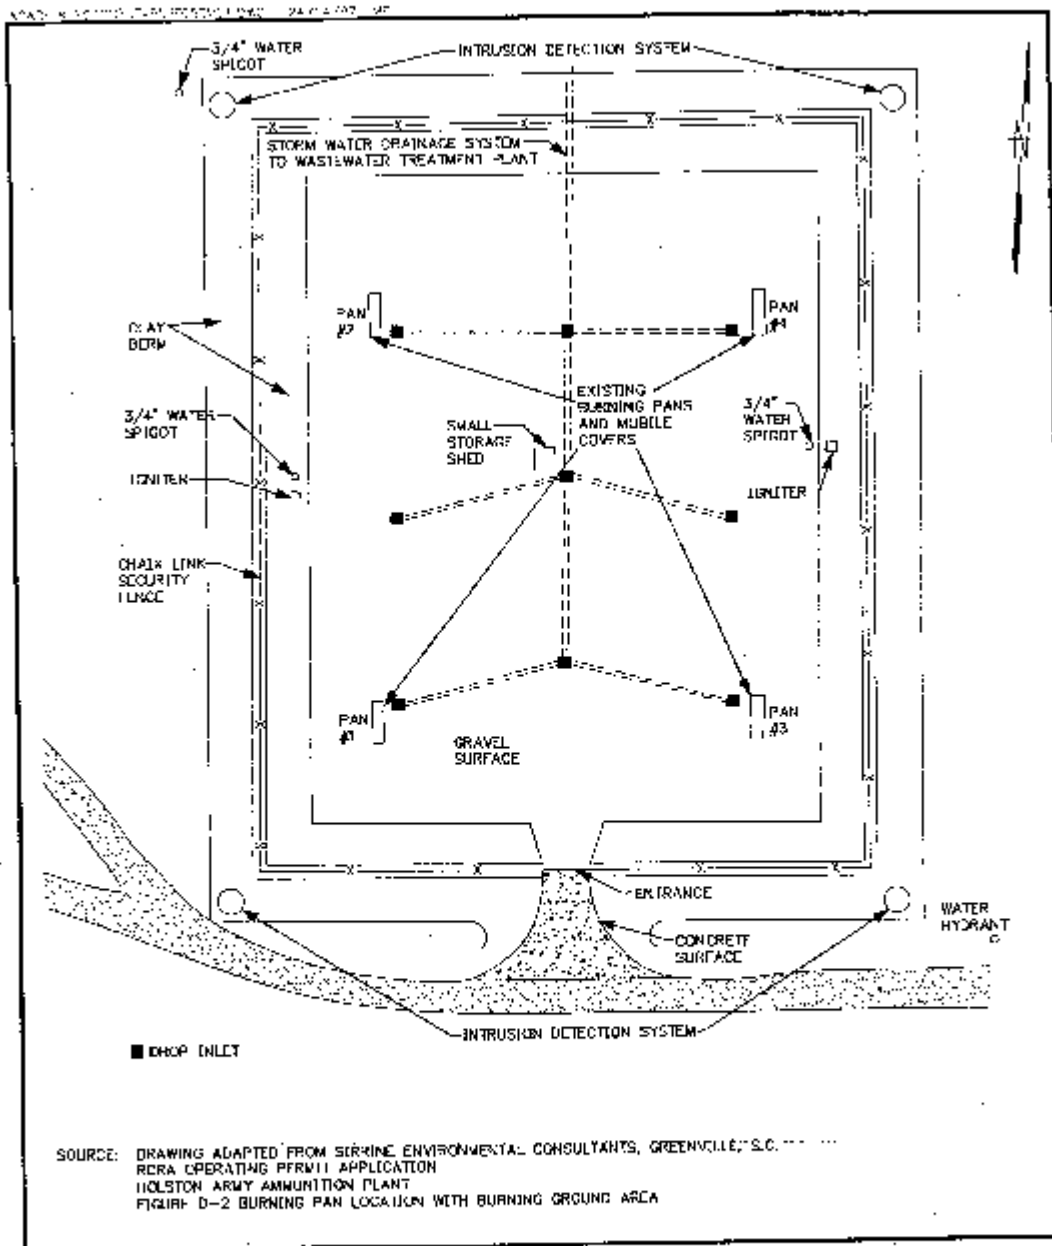 3/4" WATER
SPIGOT
INTRUSION DETECTION SYSTEM
STORM WATER DRAINAGE SYSTEM
TO WASTEWATER TREATMENT PLANT
N
PAN
#2
PAN
#4
CLAY
BERM
EXISTING
BURNING PANS
AND MOBILE
COVERS
3/4" WATER
SPIGOT
SMALL
STORAGE
SHED
3/4"
WATER
SPIGOT
IGNITER
IGNITER
CHAIN LINK
SECURITY
FENCE
PAN
#1
PAN
#3
GRAVEL
SURFACE
ENTRANCE
WATER
HYDRANT
CONCRETE
SURFACE
INTRUSION DETECTION SYSTEM
DROP INLET
SOURCE: DRAWING ADAPTED FROM SIRRINE ENVIRONMENTAL CONSULTANTS, GREENVILLE, S.C.
RCRA OPERATING PERMIT APPLICATION
HOLSTON ARMY AMMUNITION PLANT
FIGURE D-2 BURNING PAN LOCATION WITH BURNING GROUND AREA